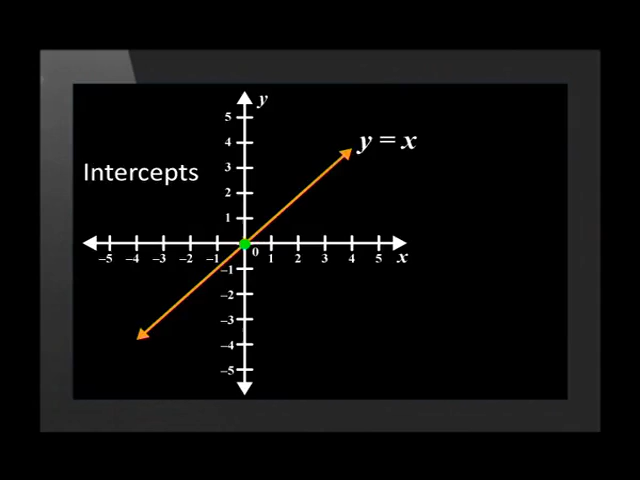 y
5
4
y = x
3
Intercepts
2
1
–5 –4 –3 –2 –1 0 1 2 3 4 5 x
–1
–2
–3
–4
–5